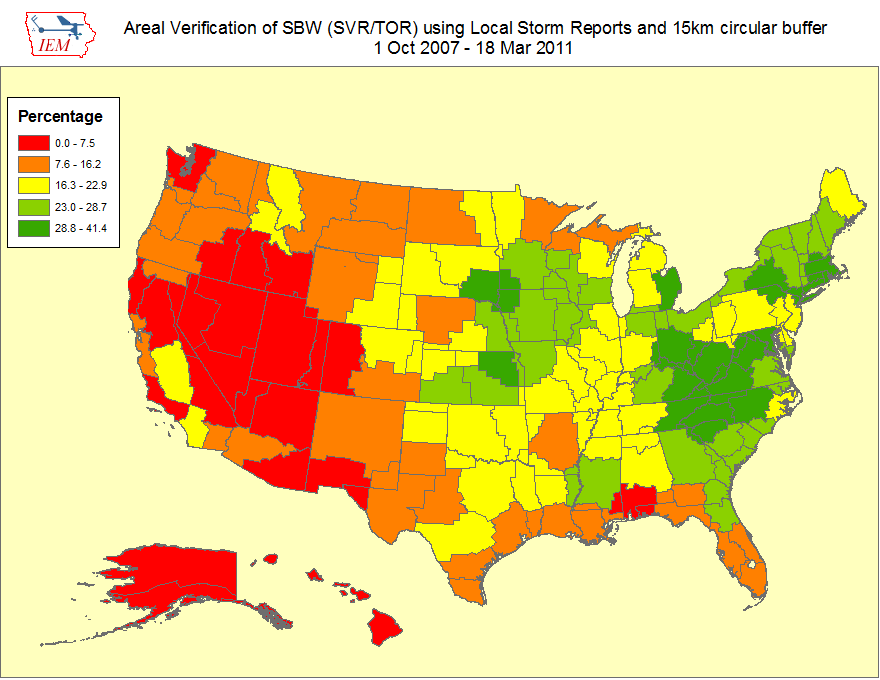 IEM
Areal Verification of SBW (SVR/TOR) using Local Storm Reports and 15km circular buffer
1 Oct 2007 - 18 Mar 2011
Percentage
0.0 - 7.5
7.6 - 16.2
16.3 - 22.9
23.0 - 28.7
28.8 - 41.4